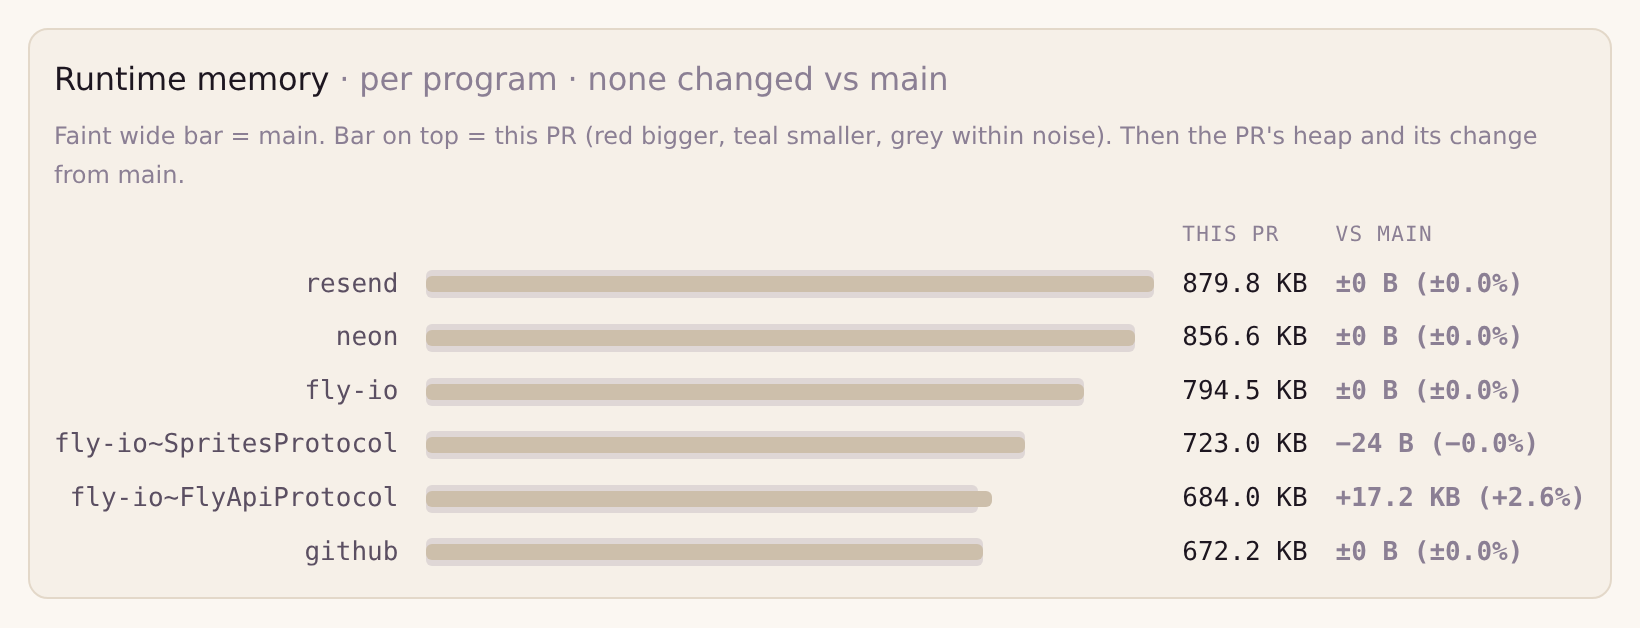 Runtime memory · per program · none changed vs main
Faint wide bar = main. Bar on top = this PR (red bigger, teal smaller, grey within noise). Then the PR's heap and its change
from main.
THIS PR VS MAIN
resend 879.8 KB ±0 B (±0.0%)
neon 856.6 KB ±0 B (±0.0%)
fly-io 794.5 KB ±0 B (±0.0%)
fly-io~SpritesProtocol 723.0 KB −24 B (−0.0%)
fly-io~FlyApiProtocol 684.0 KB +17.2 KB (+2.6%)
github 672.2 KB ±0 B (±0.0%)